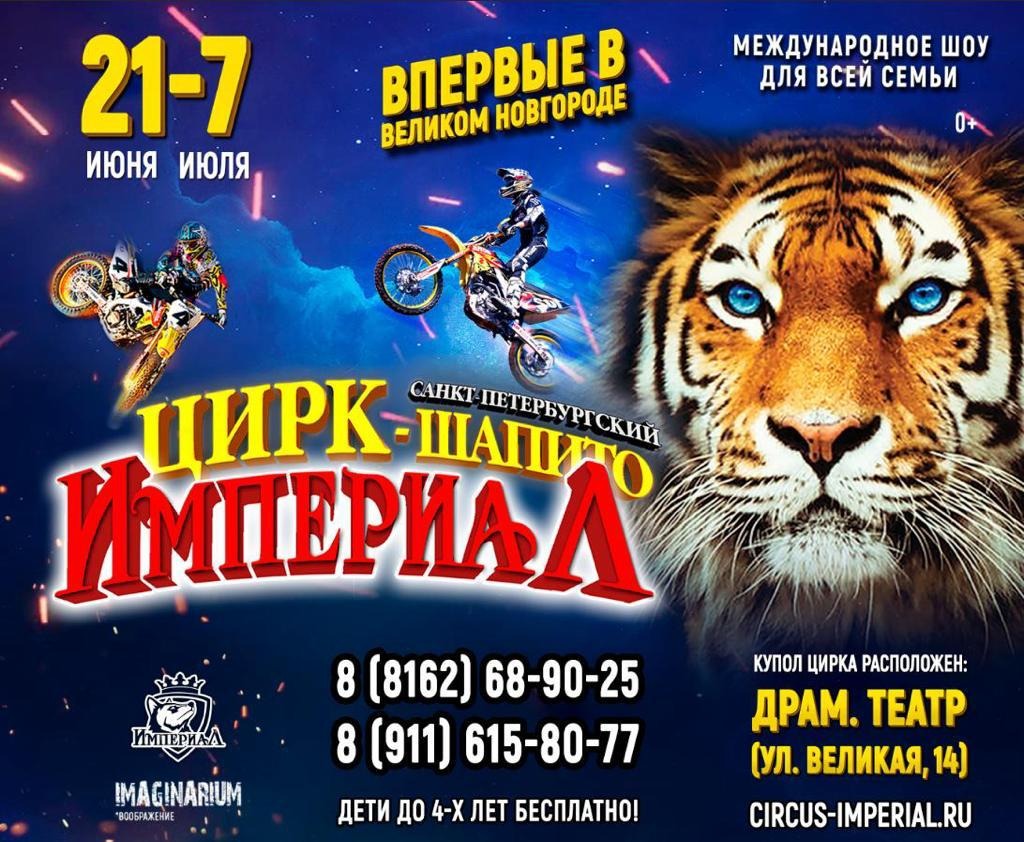 21-7
ИЮНЯ ИЮЛЯ
ВПЕРВЫЕ В
ВЕЛИКОМ НОВГОРОДЕ
МЕЖДУНАРОДНОЕ ШОУ
ДЛЯ ВСЕЙ СЕМЬИ
0+
САНКТ-ПЕТЕРБУРГСКИЙ
ЦИРК-ШАПИТО
ИМПЕРИАЛ
8 (8162) 68-90-25
8 (911) 615-80-77
ДЕТИ ДО 4-Х ЛЕТ БЕСПЛАТНО!
ИМПЕРИАЛ
IMAGINARIUM
*ВООБРАЖЕНИЕ
КУПОЛ ЦИРКА РАСПОЛОЖЕН:
ДРАМ. ТЕАТР
(УЛ. ВЕЛИКАЯ, 14)
CIRCUS-IMPERIAL.RU